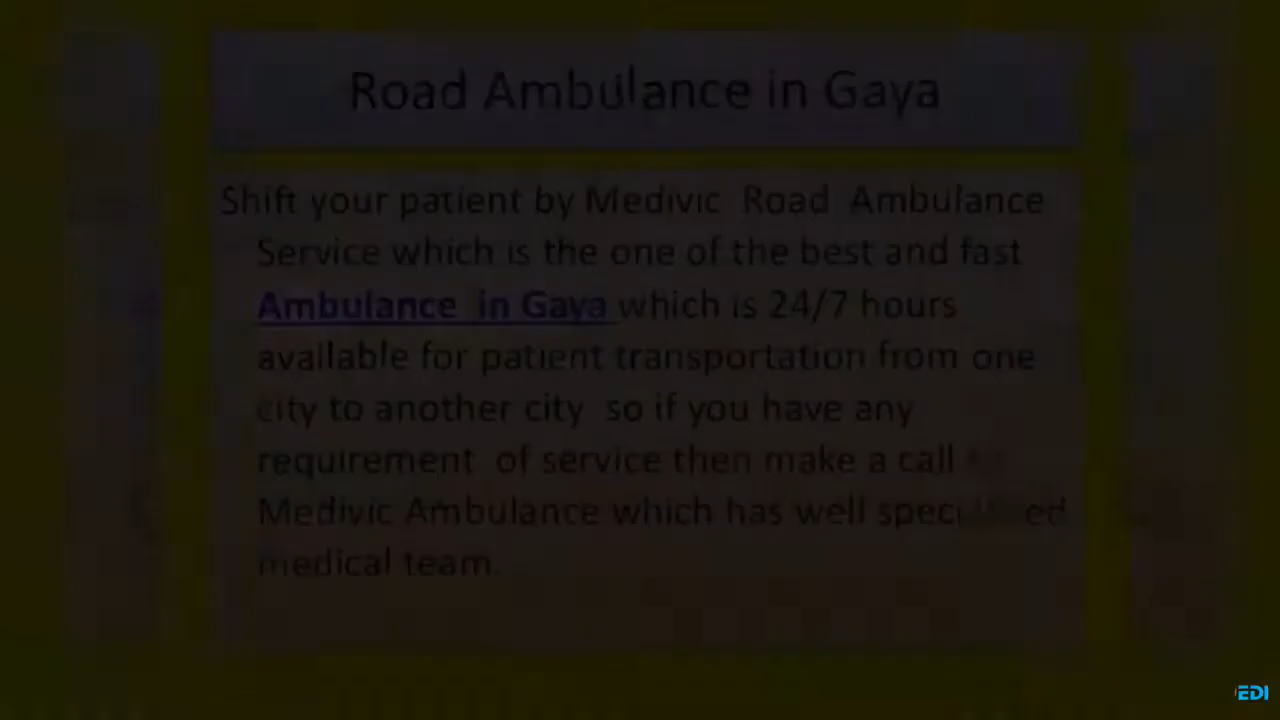 Road Ambulance in Gaya
Shift your patient by Medivic Road Ambulance
Service which is the one of the best and fast
Ambulance in Gaya which is 24/7 hours
available for patient transportation from one
city to another city so if you have any
requirement of service then make a call
Medivic Ambulance which has well specialized
medical team.
EDI